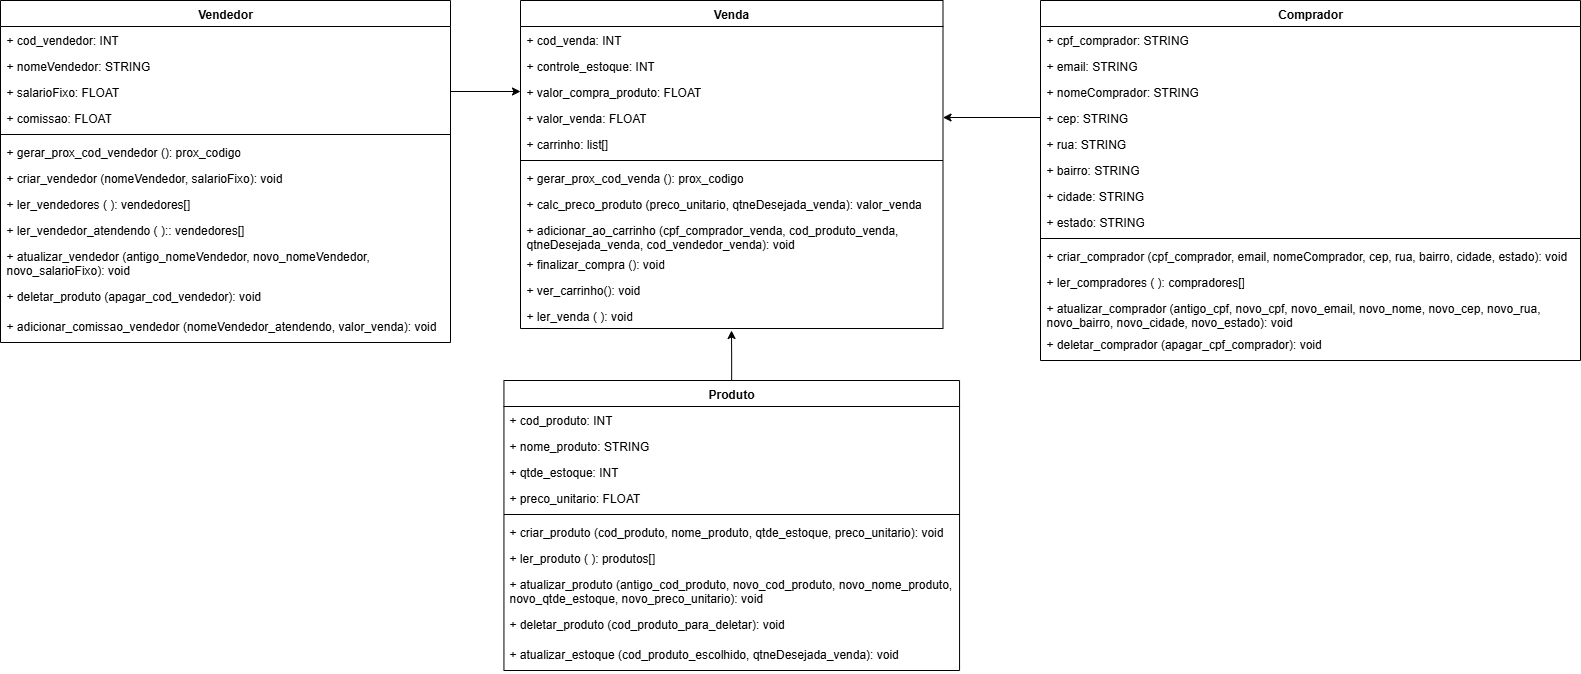 Vendedor
+ cod_vendedor: INT
+ nomeVendedor: STRING
+ salarioFixo: FLOAT
+ comissao: FLOAT
+ gerar_prox_cod_vendedor (): prox_codigo
+ criar_vendedor (nomeVendedor, salarioFixo): void
+ ler_vendedores ( ): vendedores[]
+ ler_vendedor_atendendo ( ):: vendedores[]
+ atualizar_vendedor (antigo_nomeVendedor, novo_nomeVendedor,
novo_salarioFixo): void
+ deletar_produto (apagar_cod_vendedor): void
+ adicionar_comissao_vendedor (nomeVendedor_atendendo, valor_venda): void
Venda
+ cod_venda: INT
+ controle_estoque: INT
+ valor_compra_produto: FLOAT
+ valor_venda: FLOAT
+ carrinho: list[]
+ gerar_prox_cod_venda (): prox_codigo
+ calc_preco_produto (preco_unitario, qtneDesejada_venda): valor_venda
+ adicionar_ao_carrinho (cpf_comprador_venda, cod_produto_venda,
qtneDesejada_venda, cod_vendedor_venda): void
+ finalizar_compra (): void
+ ver_carrinho(): void
+ ler_venda ( ): void
Comprador
+ cpf_comprador: STRING
+ email: STRING
+ nomeComprador: STRING
+ cep: STRING
+ rua: STRING
+ bairro: STRING
+ cidade: STRING
+ estado: STRING
+ criar_comprador (cpf_comprador, email, nomeComprador, cep, rua, bairro, cidade, estado): void
+ ler_compradores ( ): compradores[]
+ atualizar_comprador (antigo_cpf, novo_cpf, novo_email, novo_nome, novo_cep, novo_rua,
novo_bairro, novo_cidade, novo_estado): void
+ deletar_comprador (apagar_cpf_comprador): void
Produto
+ cod_produto: INT
+ nome_produto: STRING
+ qtde_estoque: INT
+ preco_unitario: FLOAT
+ criar_produto (cod_produto, nome_produto, qtde_estoque, preco_unitario): void
+ ler_produto ( ): produtos[]
+ atualizar_produto (antigo_cod_produto, novo_cod_produto, novo_nome_produto,
novo_qtde_estoque, novo_preco_unitario): void
+ deletar_produto (cod_produto_para_deletar): void
+ atualizar_estoque (cod_produto_escolhido, qtneDesejada_venda): void